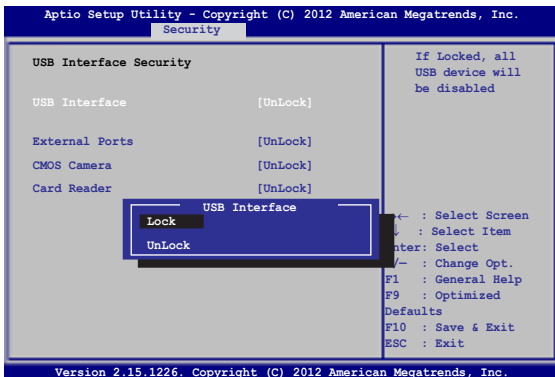 Aptio Setup Utility - Copyright (C) 2012 American Megatrends, Inc.
Security
USB Interface Security
USB Interface [UnLock]
External Ports [UnLock]
CMOS Camera [UnLock]
Card Reader [UnLock]
USB Interface
Lock
UnLock
If Locked, all
USB device will
be disabled
← : Select Screen
↓ : Select Item
nter: Select
/— : Change Opt.
F1 : General Help
F9 : Optimized
Defaults
F10 : Save & Exit
ESC : Exit
Version 2.15.1226. Copyright (C) 2012 American Megatrends, Inc.